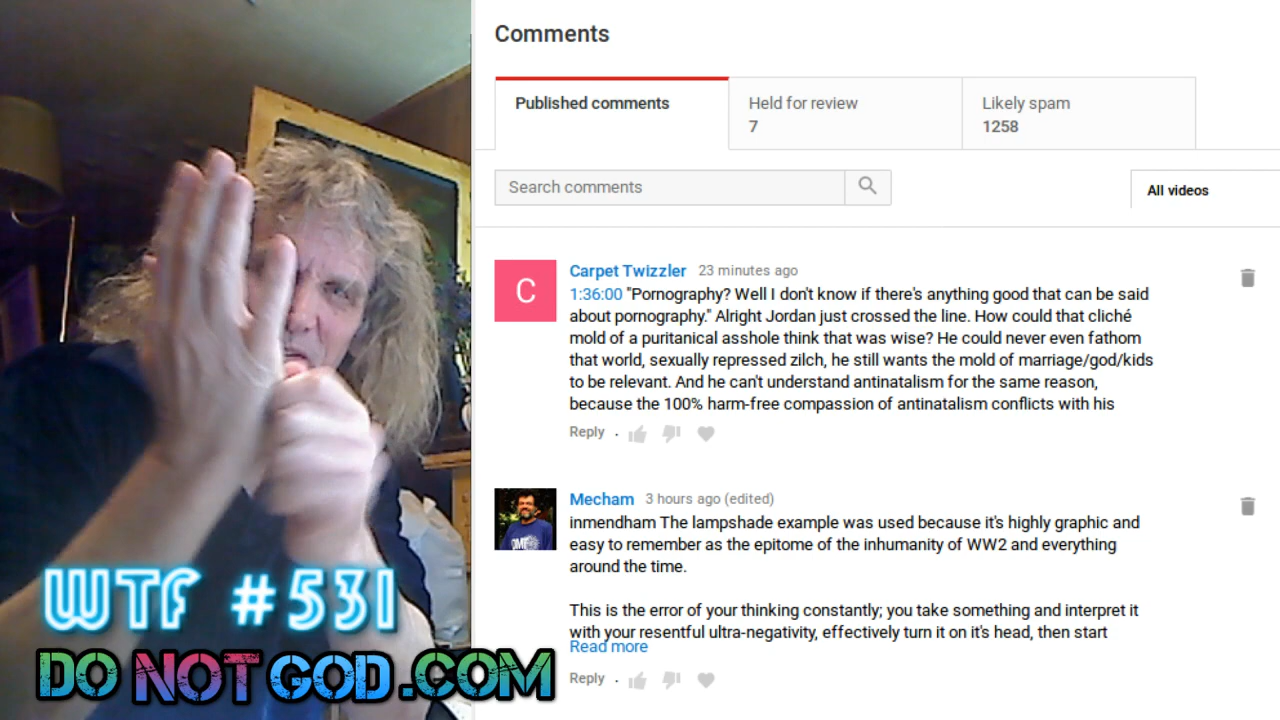 Comments
Published comments
Held for review
7
Likely spam
1258
Search comments
All videos
C
Carpet Twizzler 23 minutes ago
1:36:00 "Pornography? Well I don't know if there's anything good that can be said
about pornography." Alright Jordan just crossed the line. How could that cliché
mold of a puritanical asshole think that was wise? He could never even fathom
that world, sexually repressed zilch, he still wants the mold of marriage/god/kids
to be relevant. And he can't understand antinatalism for the same reason,
because the 100% harm-free compassion of antinatalism conflicts with his
Reply .
Mecham 3 hours ago (edited)
inmendham The lampshade example was used because it's highly graphic and
easy to remember as the epitome of the inhumanity of WW2 and everything
around the time.
This is the error of your thinking constantly; you take something and interpret it
with your resentful ultra-negativity, effectively turn it on it's head, then start
Read more
Reply .
WTF #531
DO NOT GOD.COM